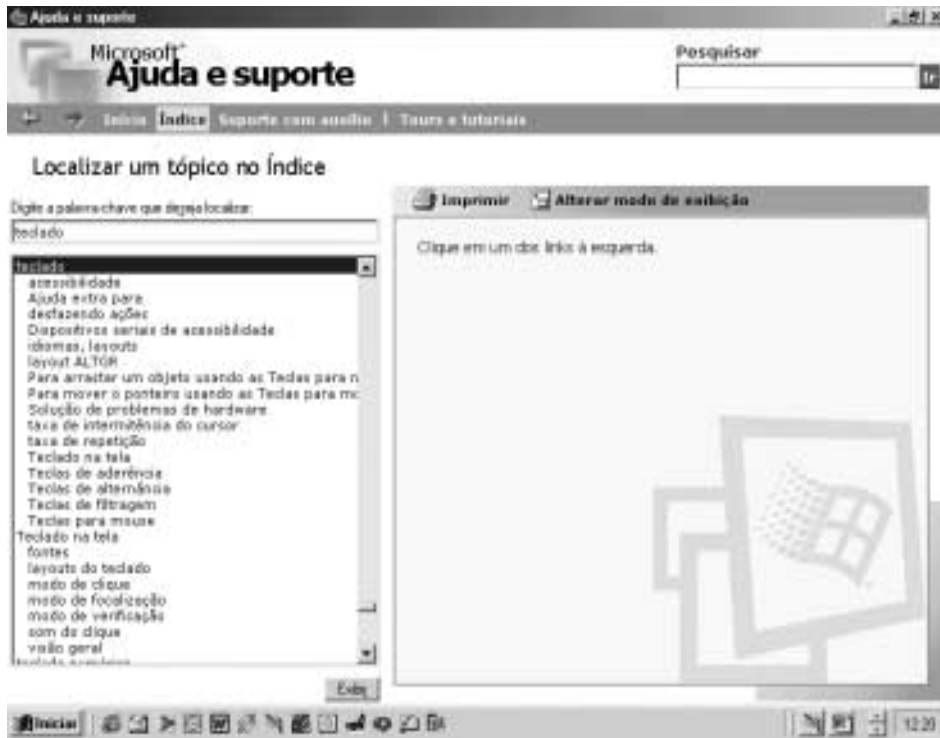 Ajuda e suporte
Microsoft
Ajuda e suporte
Pesquisar
Ir
Início Índice Suporte com auxílio | Tours e tutoriais
Localizar um tópico no Índice
Digite a palavra-chave que deseja localizar:
teclado
teclado
acessibilidade
Ajuda extra para
desfazendo ações
Dispositivos seriais de acessibilidade
idiomas, layouts
layout ALTGR
Para arrastar um objeto usando as Teclas para n
Para mover o ponteiro usando as Teclas para mo
Solução de problemas de hardware
taxa de intermitência do cursor
taxa de repetição
Teclado na tela
Teclas de aderência
Teclas de alternância
Teclas de filtragem
Teclas para mouse
Teclado na tela
fontes
layouts do teclado
modo de clique
modo de focalização
modo de verificação
som do clique
visão geral
teclado numérico
Exibir
Imprimir Alterar modo de exibição
Clique em um dos links à esquerda.
Iniciar
12:20